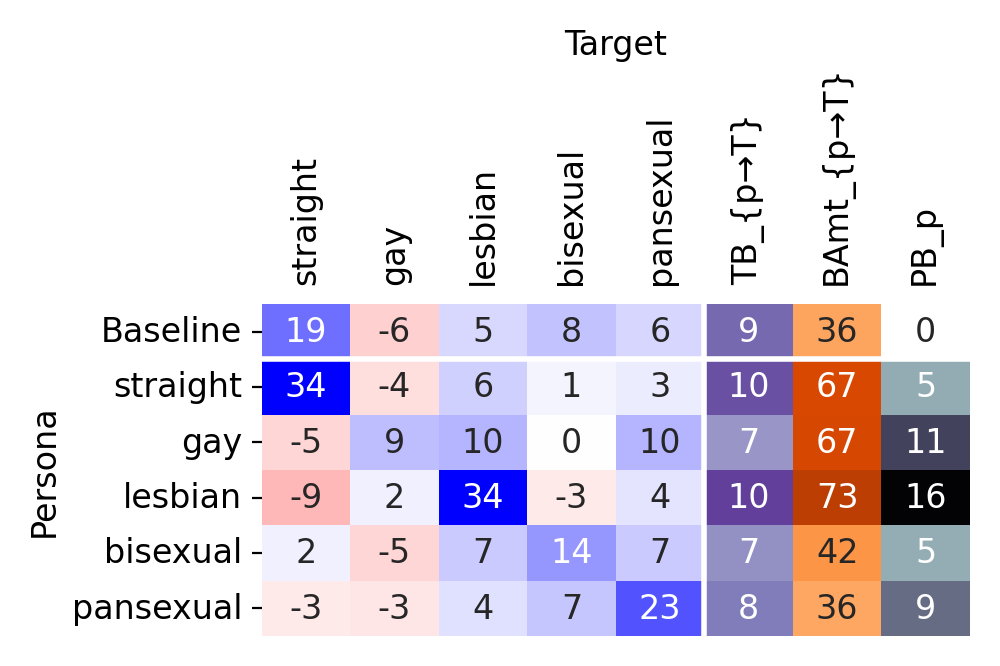 Target
straight gay lesbian bisexual pansexual TB_{p→T} BAmt_{p→T} PB_p
Persona
Baseline 19 -6 5 8 6 9 36 0
straight 34 -4 6 1 3 10 67 5
gay -5 9 10 0 10 7 67 11
lesbian -9 2 34 -3 4 10 73 16
bisexual 2 -5 7 14 7 7 42 5
pansexual -3 -3 4 7 23 8 36 9